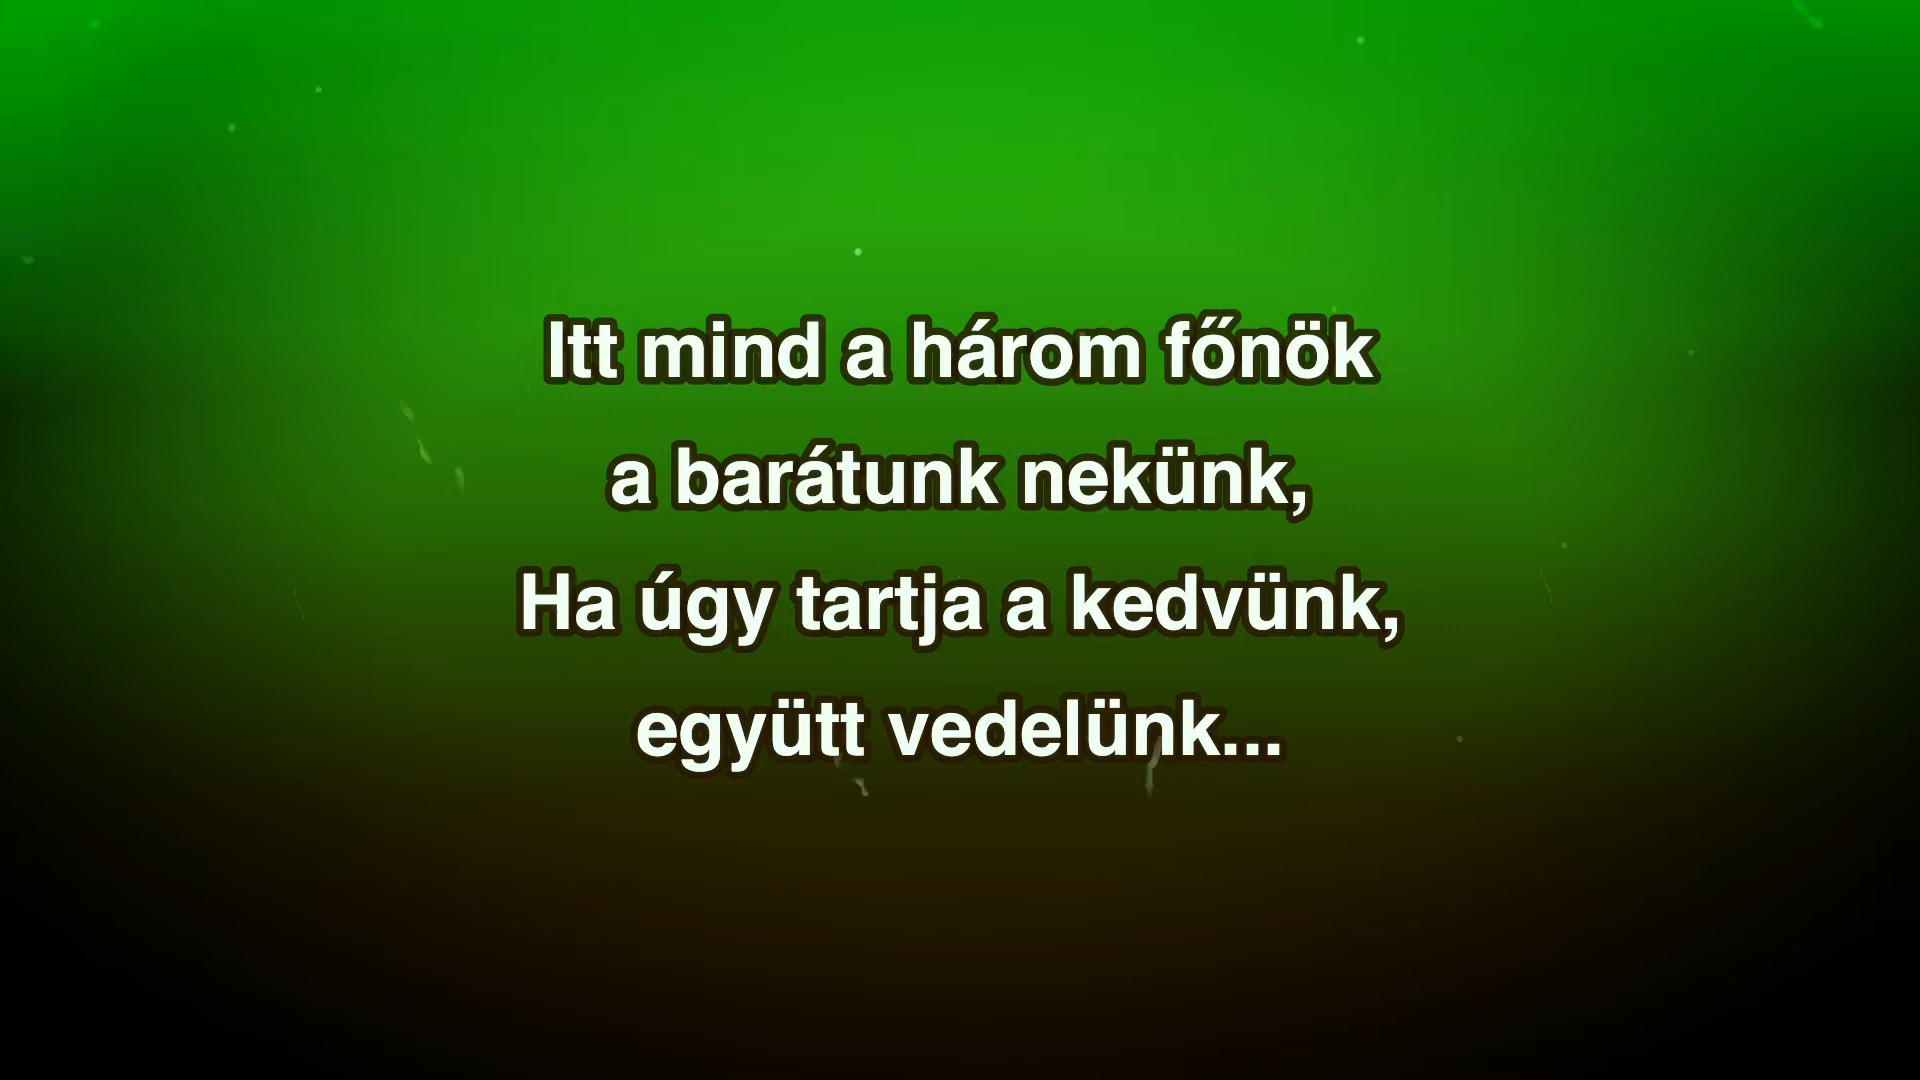 Itt mind a három főnök
a barátunk nekünk,
Ha úgy tartja a kedvünk,
együtt vedelünk...